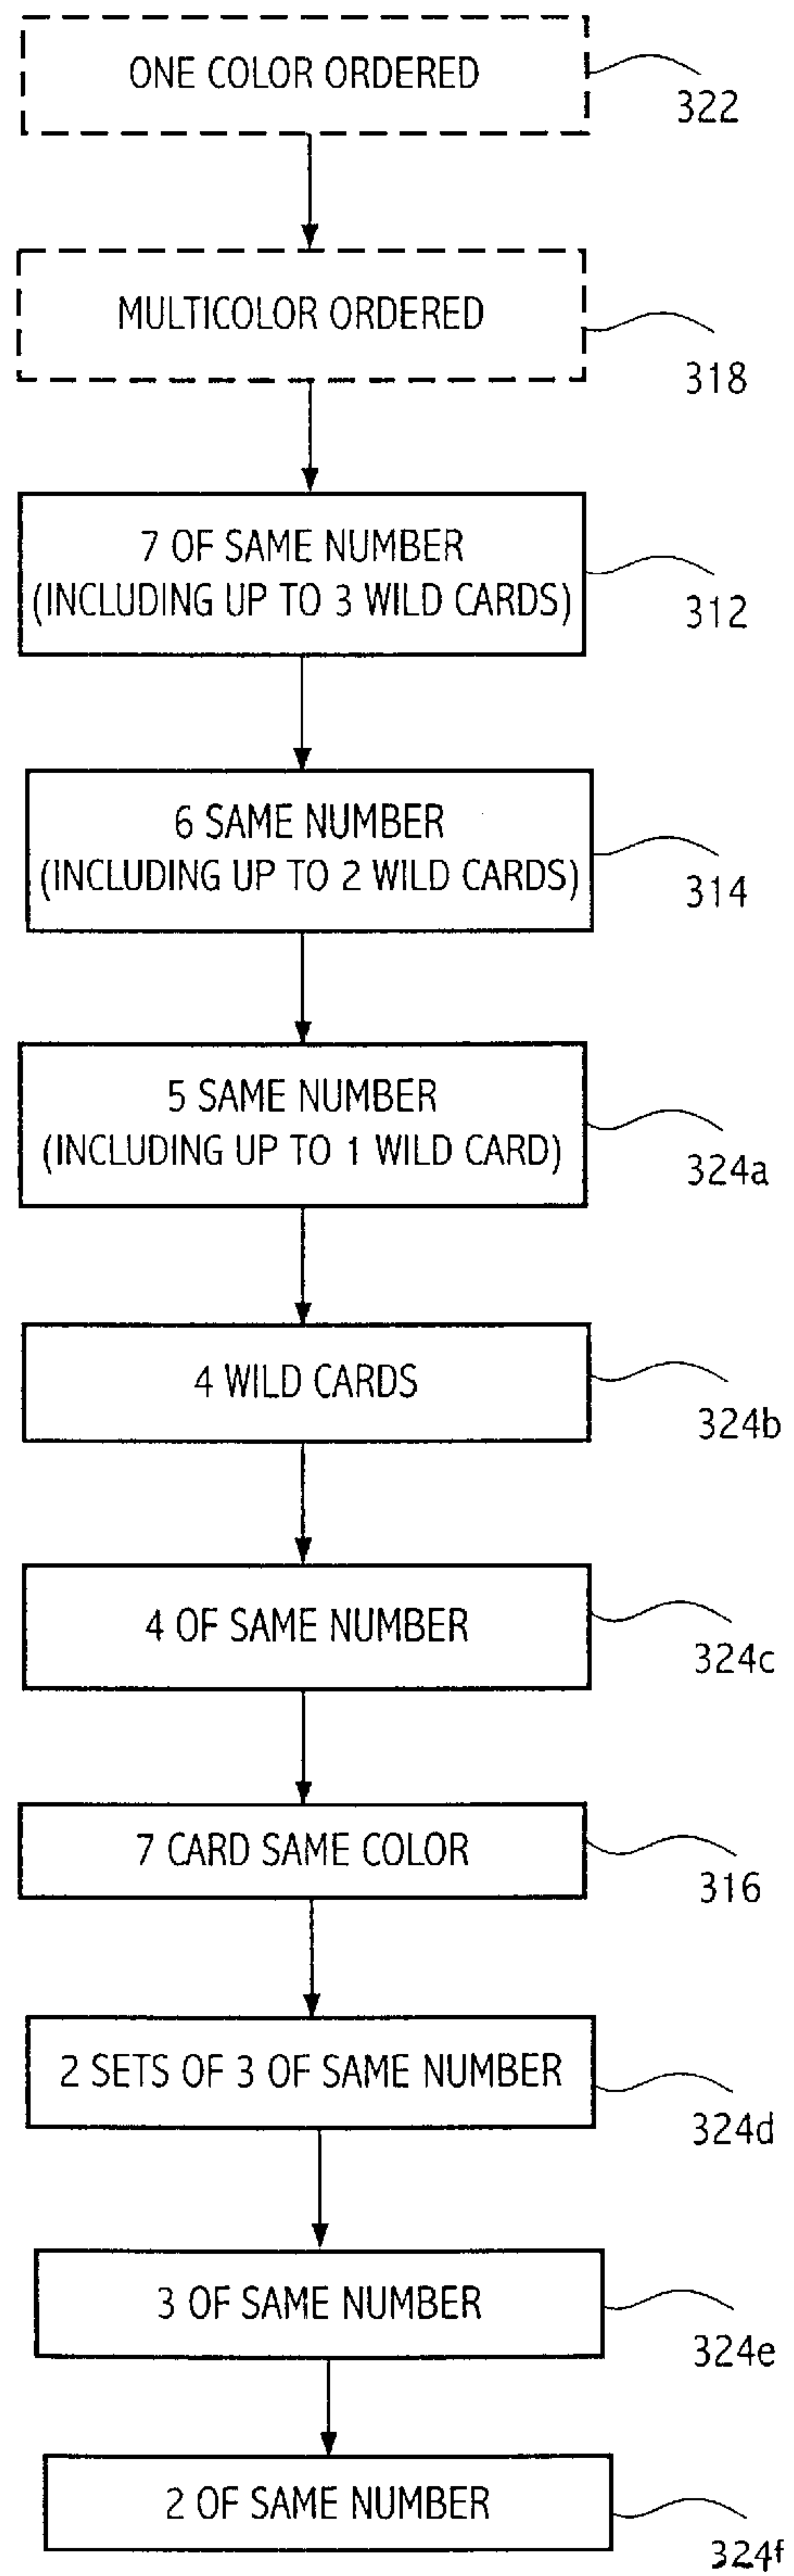 ONE COLOR ORDERED
322
MULTICOLOR ORDERED
318
7 OF SAME NUMBER
(INCLUDING UP TO 3 WILD CARDS)
312
6 SAME NUMBER
(INCLUDING UP TO 2 WILD CARDS)
314
5 SAME NUMBER
(INCLUDING UP TO 1 WILD CARD)
324a
4 WILD CARDS
324b
4 OF SAME NUMBER
324c
7 CARD SAME COLOR
316
2 SETS OF 3 OF SAME NUMBER
324d
3 OF SAME NUMBER
324e
2 OF SAME NUMBER
324f